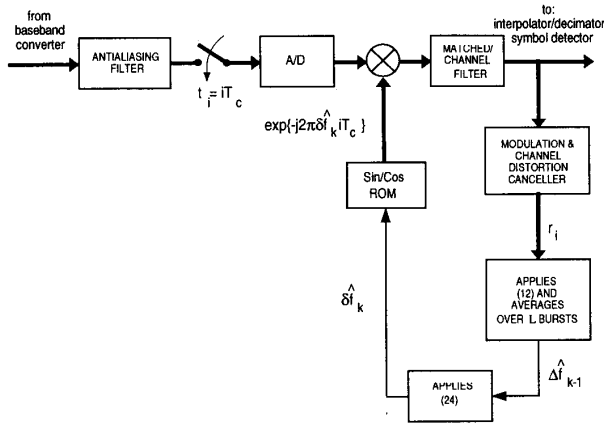 from
baseband
converter
to:
interpolator/decimator
symbol detector
ANTIALIASING
FILTER
t i = iT c
A/D
MATCHED/
CHANNEL
FILTER
exp{-j2πδf̂ k iT c }
Sin/Cos
ROM
MODULATION &
CHANNEL
DISTORTION
CANCELLER
r i
δf̂ k
APPLIES
(12) AND
AVERAGES
OVER L BURSTS
Δf̂ k-1
APPLIES
(24)